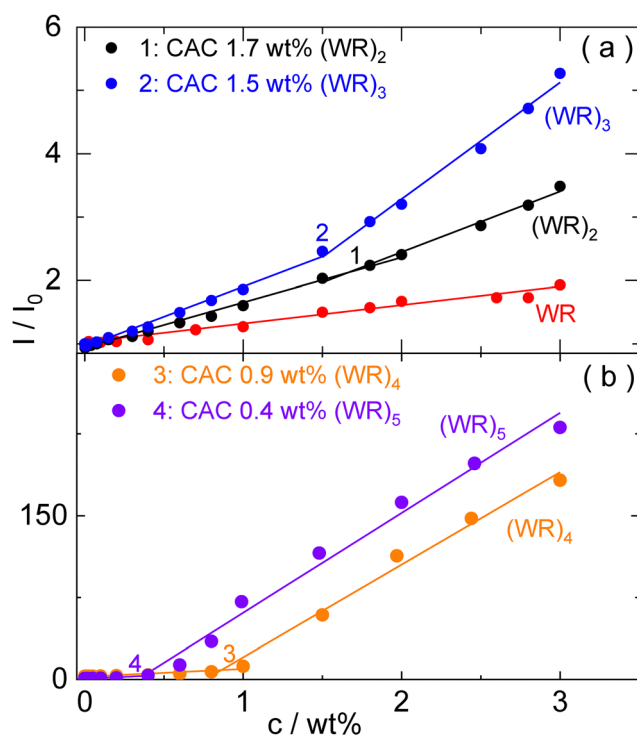 6
4
2
I / I₀
1: CAC 1.7 wt% (WR)₂
2: CAC 1.5 wt% (WR)₃
( a )
(WR)₃
2
1
(WR)₂
WR
3: CAC 0.9 wt% (WR)₄
4: CAC 0.4 wt% (WR)₅
( b )
(WR)₅
150
(WR)₄
4
3
0
0 1 2 3
c / wt%